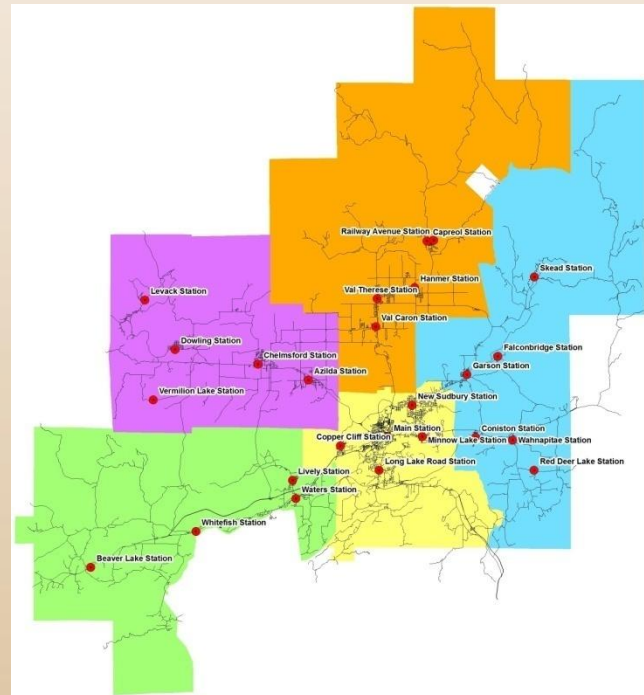 Railway Avenue Station
Capreol Station
Skead Station
Hanmer Station
Levack Station
Val Therese Station
Val Caron Station
Dowling Station
Chelmsford Station
Falconbridge Station
Garson Station
Azilda Station
Vermilion Lake Station
New Sudbury Station
Main Station
Coniston Station
Copper Cliff Station
Minnow Lake Station
Wahnapitae Station
Long Lake Road Station
Red Deer Lake Station
Lively Station
Waters Station
Whitefish Station
Beaver Lake Station